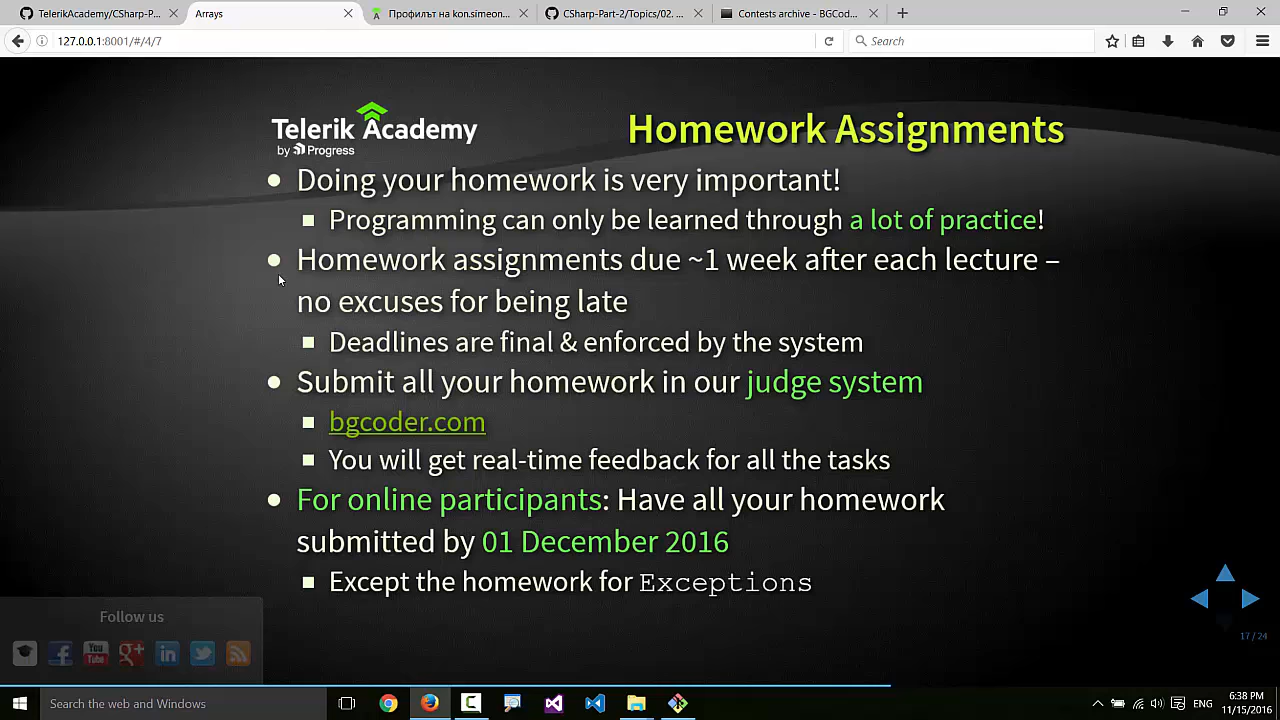 TelerikAcademy/CSharp-P...
Arrays
Профилът на kon.simeon...
CSharp-Part-2/Topics/02. ...
Contests archive - BGCod...
127.0.0.1:8001/#/4/7
Search
Telerik Academy
by Progress
Homework Assignments
Doing your homework is very important!
Programming can only be learned through a lot of practice!
Homework assignments due ~1 week after each lecture –
no excuses for being late
Deadlines are final & enforced by the system
Submit all your homework in our judge system
bgcoder.com
You will get real-time feedback for all the tasks
For online participants: Have all your homework
submitted by 01 December 2016
Except the homework for Exceptions
Follow us
17 / 24
Search the web and Windows
ENG
6:38 PM
11/15/2016